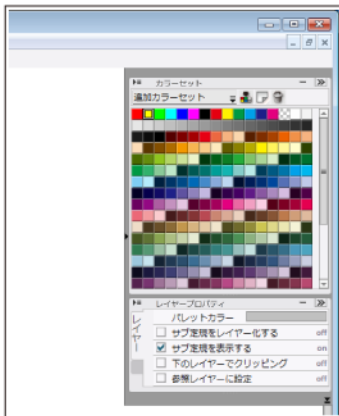 カラーセット
追加カラーセット
レイヤープロパティ
レイヤー
パレットカラー
サブ定規をレイヤー化する off
サブ定規を表示する on
下のレイヤーでクリッピング off
参照レイヤーに設定 off